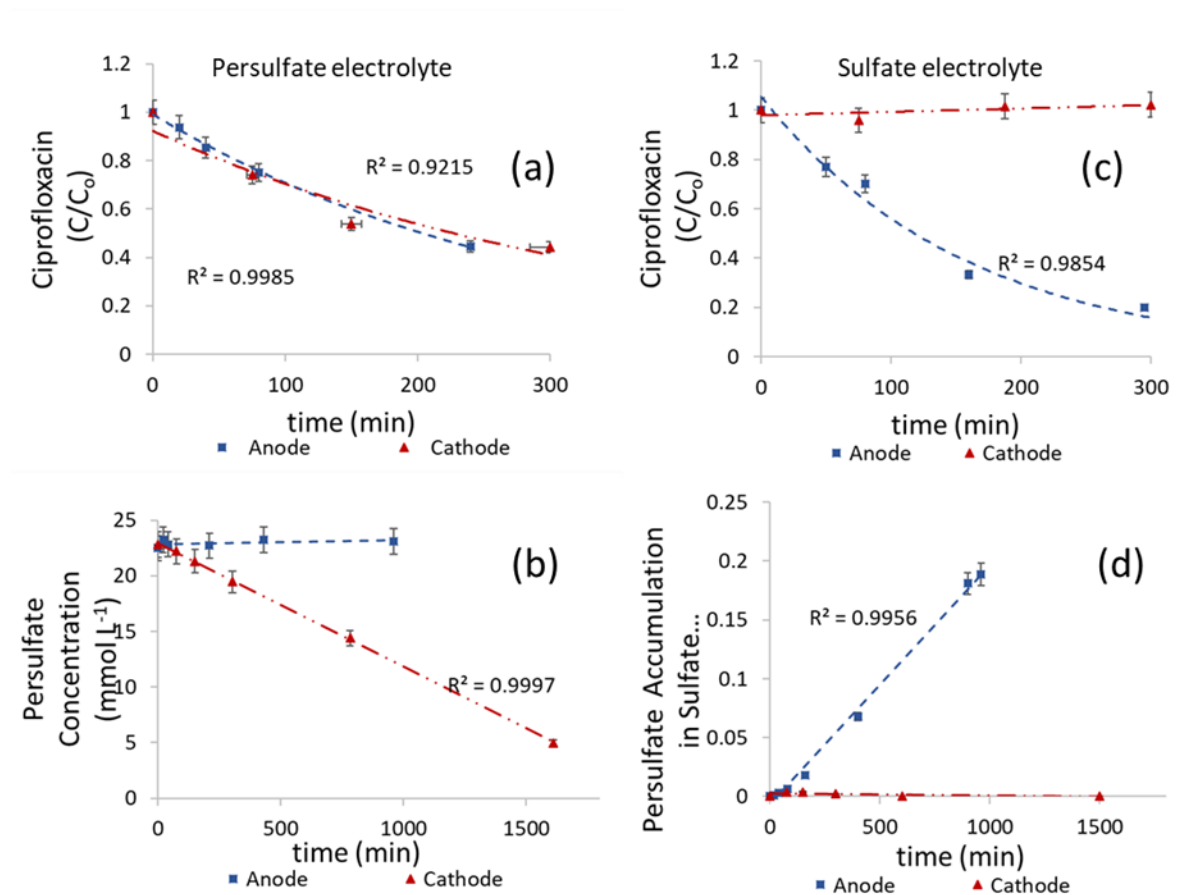 Persulfate electrolyte
1.2
1
0.8
0.6
0.4
0.2
0
Ciprofloxacin
(C/Co)
R² = 0.9215
(a)
R² = 0.9985
0 100 200 300
time (min)
Anode Cathode
Sulfate electrolyte
1.2
1
0.8
0.6
0.4
0.2
0
Ciprofloxacin
(C/Co)
(c)
R² = 0.9854
0 100 200 300
time (min)
Anode Cathode
25
20
15
10
5
0
Persulfate
Concentration
(mmol L-1)
(b)
R² = 0.9997
0 500 1000 1500
time (min)
Anode Cathode
0.25
0.2
0.15
0.1
0.05
0
Persulfate Accumulation
in Sulfate...
(d)
R² = 0.9956
0 500 1000 1500
time (min)
Anode Cathode